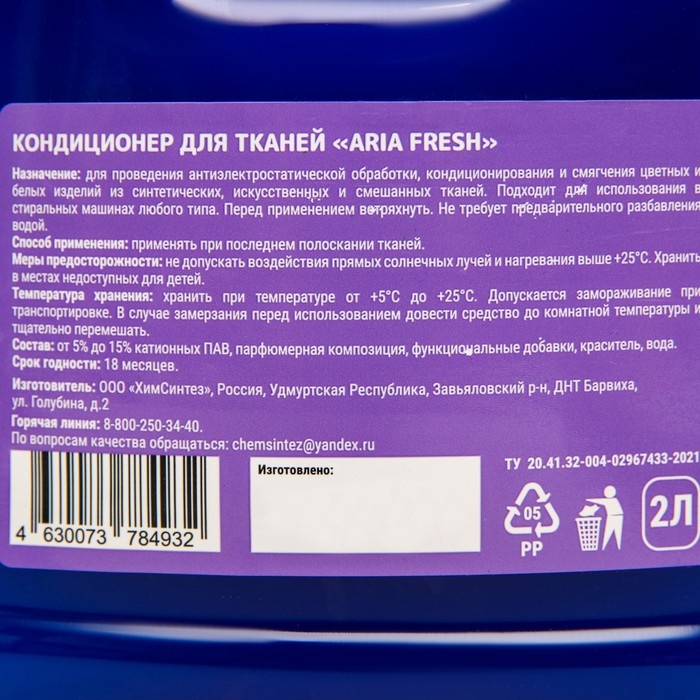 КОНДИЦИОНЕР ДЛЯ ТКАНЕЙ «ARIA FRESH»
Назначение: для проведения антиэлектростатической обработки, кондиционирования и смягчения цветных и
белых изделий из синтетических, искусственных и смешанных тканей. Подходит для использования в
стиральных машинах любого типа. Перед применением встряхнуть. Не требует предварительного разбавления
водой.
Способ применения: применять при последнем полоскании тканей.
Меры предосторожности: не допускать воздействия прямых солнечных лучей и нагревания выше +25°С. Хранить
в местах недоступных для детей.
Температура хранения: хранить при температуре от +5°С до +25°С. Допускается замораживание при
транспортировке. В случае замерзания перед использованием довести средство до комнатной температуры и
тщательно перемешать.
Состав: от 5% до 15% катионных ПАВ, парфюмерная композиция, функциональные добавки, краситель, вода.
Срок годности: 18 месяцев.
Изготовитель: ООО «ХимСинтез», Россия, Удмуртская Республика, Завьяловский р-н, ДНТ Барвиха,
ул. Голубина, д.2
Горячая линия: 8-800-250-34-40.
По вопросам качества обращаться: chemsintez@yandex.ru
Изготовлено:
ТУ 20.41.32-004-02967433-2021
4 630073 784932
05
PP
2Л